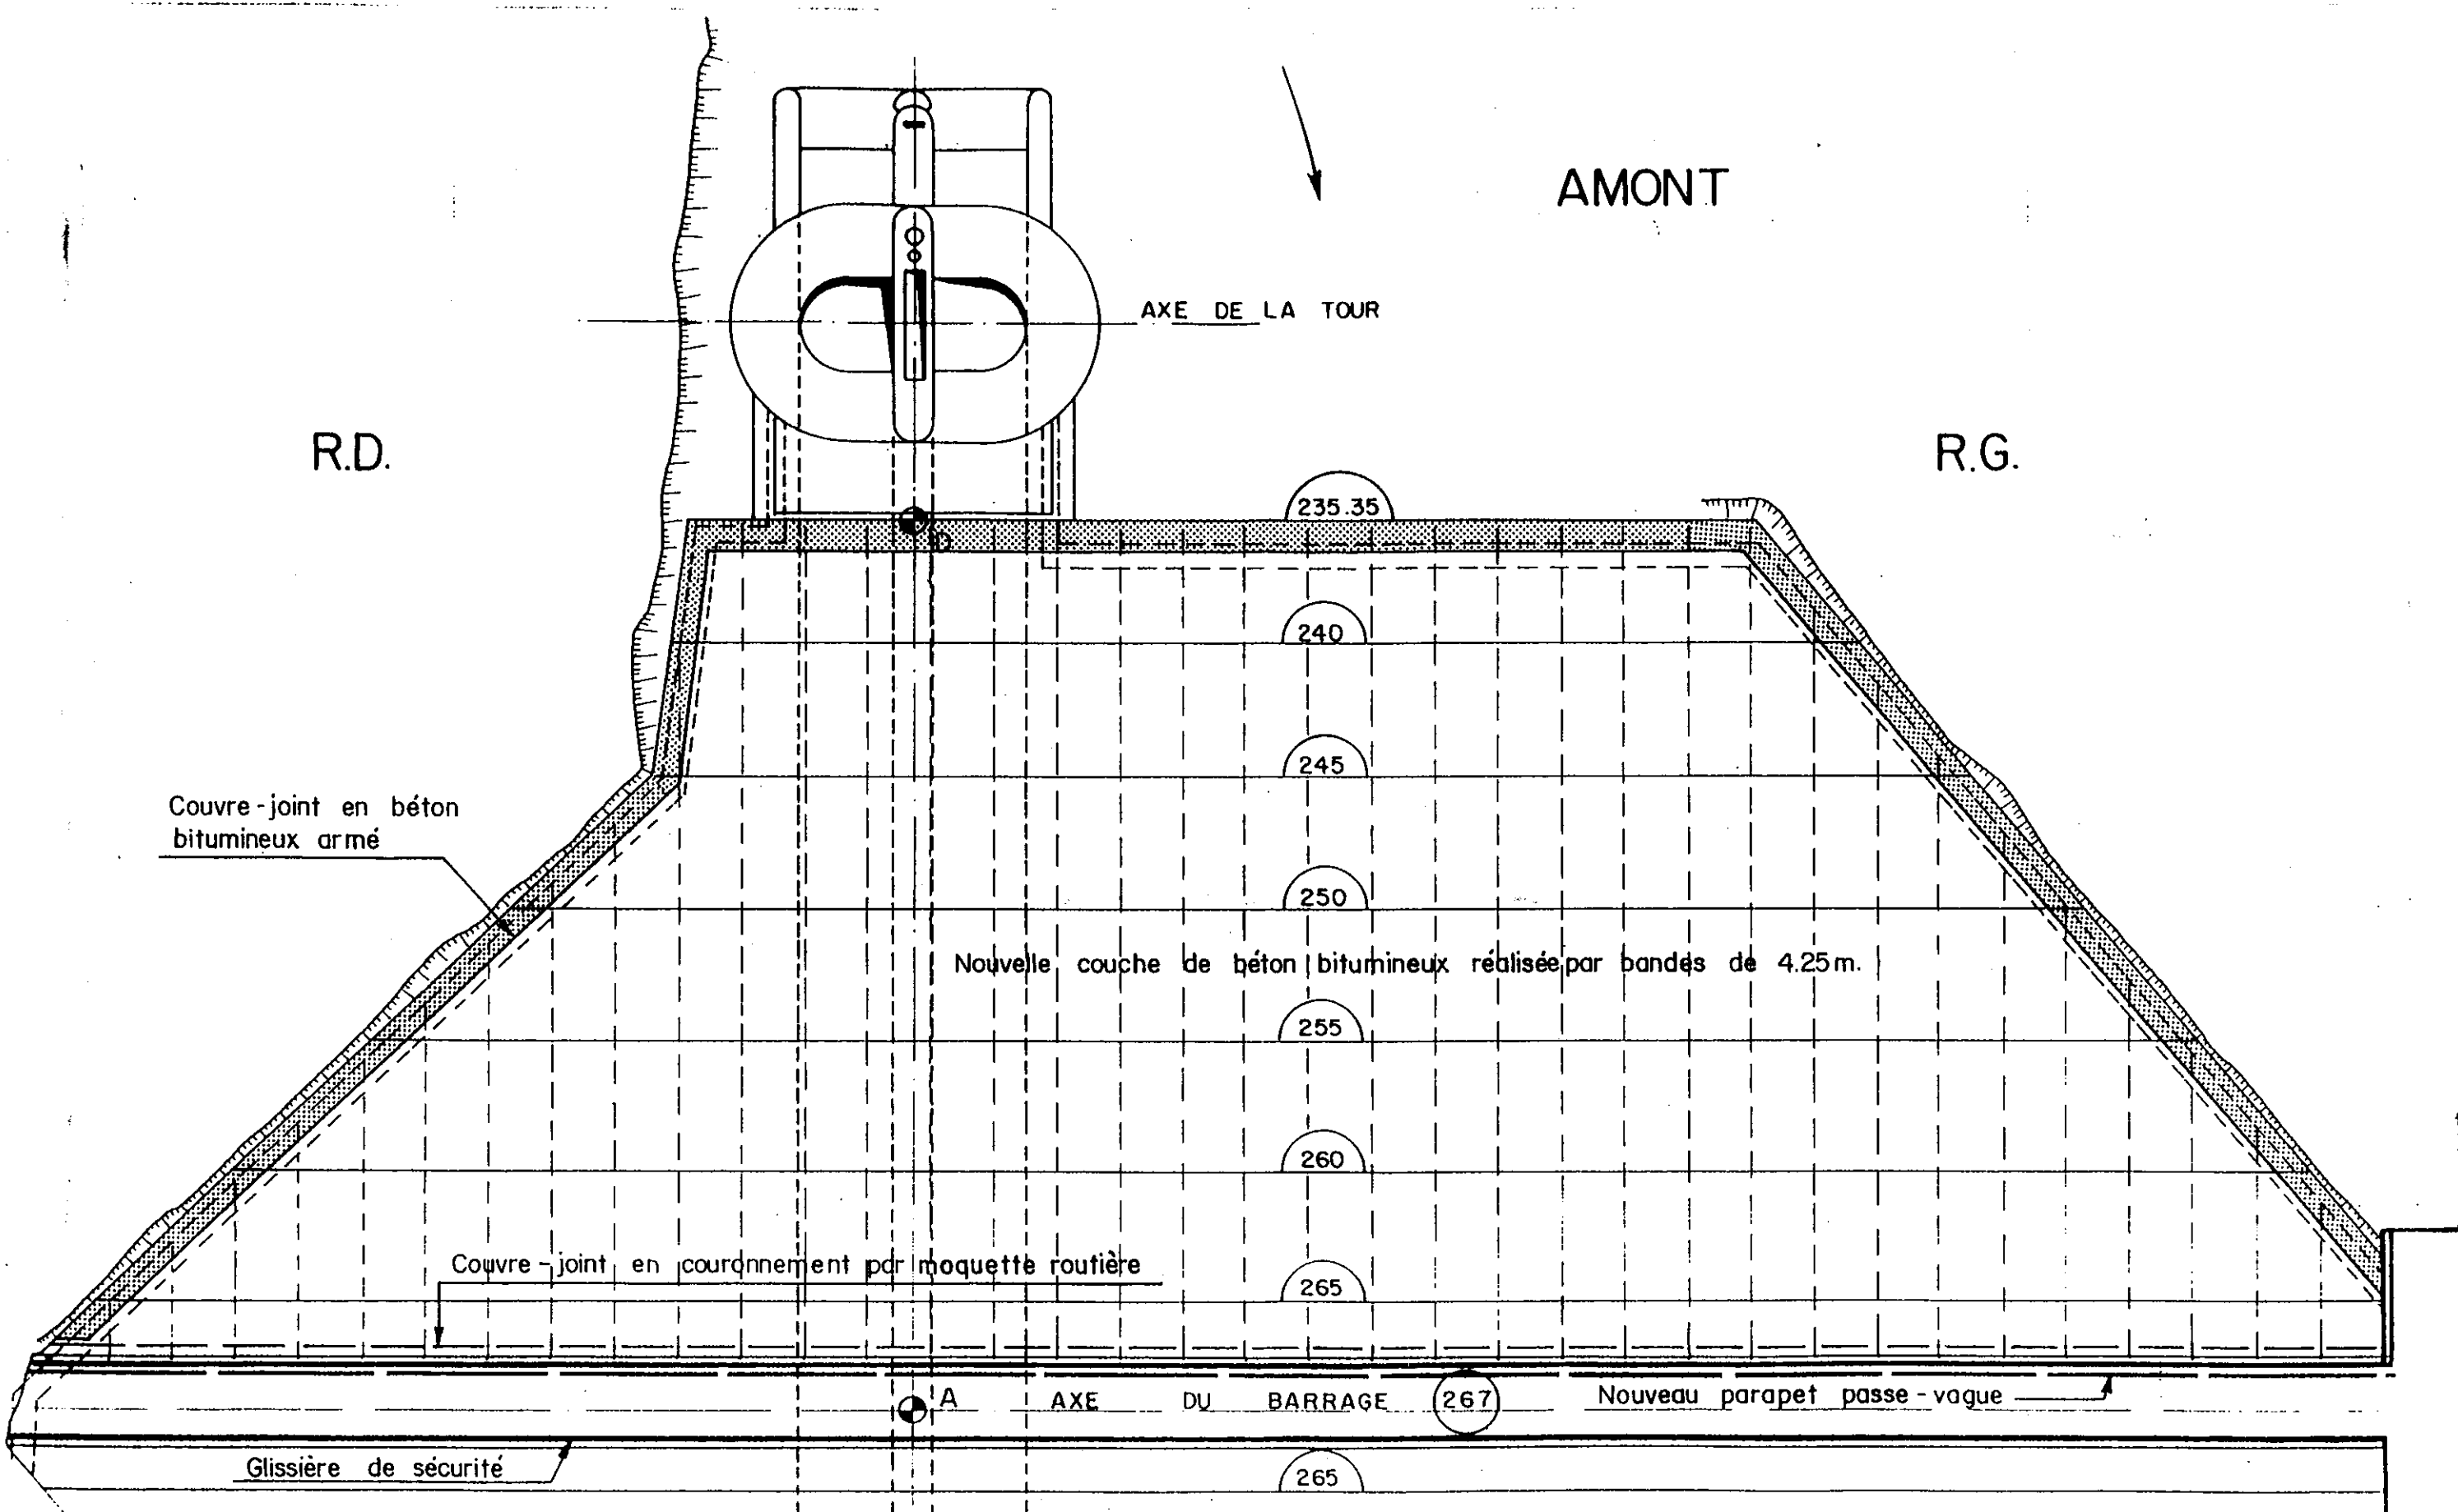 AMONT
AXE DE LA TOUR
R.D.
R.G.
235.35
D
240
245
Couvre-joint en béton
bitumineux armé
250
Nouvelle couche de béton bitumineux réalisée par bandes de 4.25m.
255
260
Couvre-joint en couronnement par moquette routière
265
A AXE DU BARRAGE 267 Nouveau parapet passe-vague
Glissière de sécurité
265